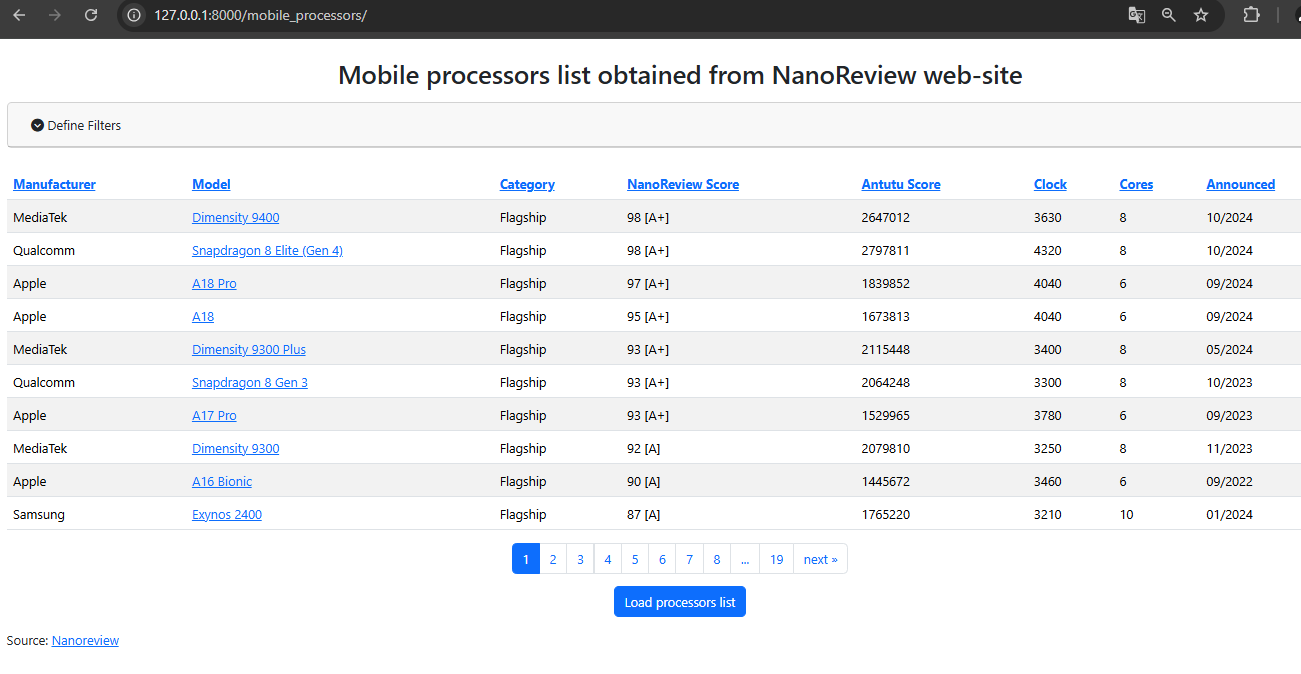 127.0.0.1:8000/mobile_processors/
Mobile processors list obtained from NanoReview web-site
Define Filters
Manufacturer Model Category NanoReview Score Antutu Score Clock Cores Announced
MediaTek Dimensity 9400 Flagship 98 [A+] 2647012 3630 8 10/2024
Qualcomm Snapdragon 8 Elite (Gen 4) Flagship 98 [A+] 2797811 4320 8 10/2024
Apple A18 Pro Flagship 97 [A+] 1839852 4040 6 09/2024
Apple A18 Flagship 95 [A+] 1673813 4040 6 09/2024
MediaTek Dimensity 9300 Plus Flagship 93 [A+] 2115448 3400 8 05/2024
Qualcomm Snapdragon 8 Gen 3 Flagship 93 [A+] 2064248 3300 8 10/2023
Apple A17 Pro Flagship 93 [A+] 1529965 3780 6 09/2023
MediaTek Dimensity 9300 Flagship 92 [A] 2079810 3250 8 11/2023
Apple A16 Bionic Flagship 90 [A] 1445672 3460 6 09/2022
Samsung Exynos 2400 Flagship 87 [A] 1765220 3210 10 01/2024
1 2 3 4 5 6 7 8 ... 19 next »
Load processors list
Source: Nanoreview